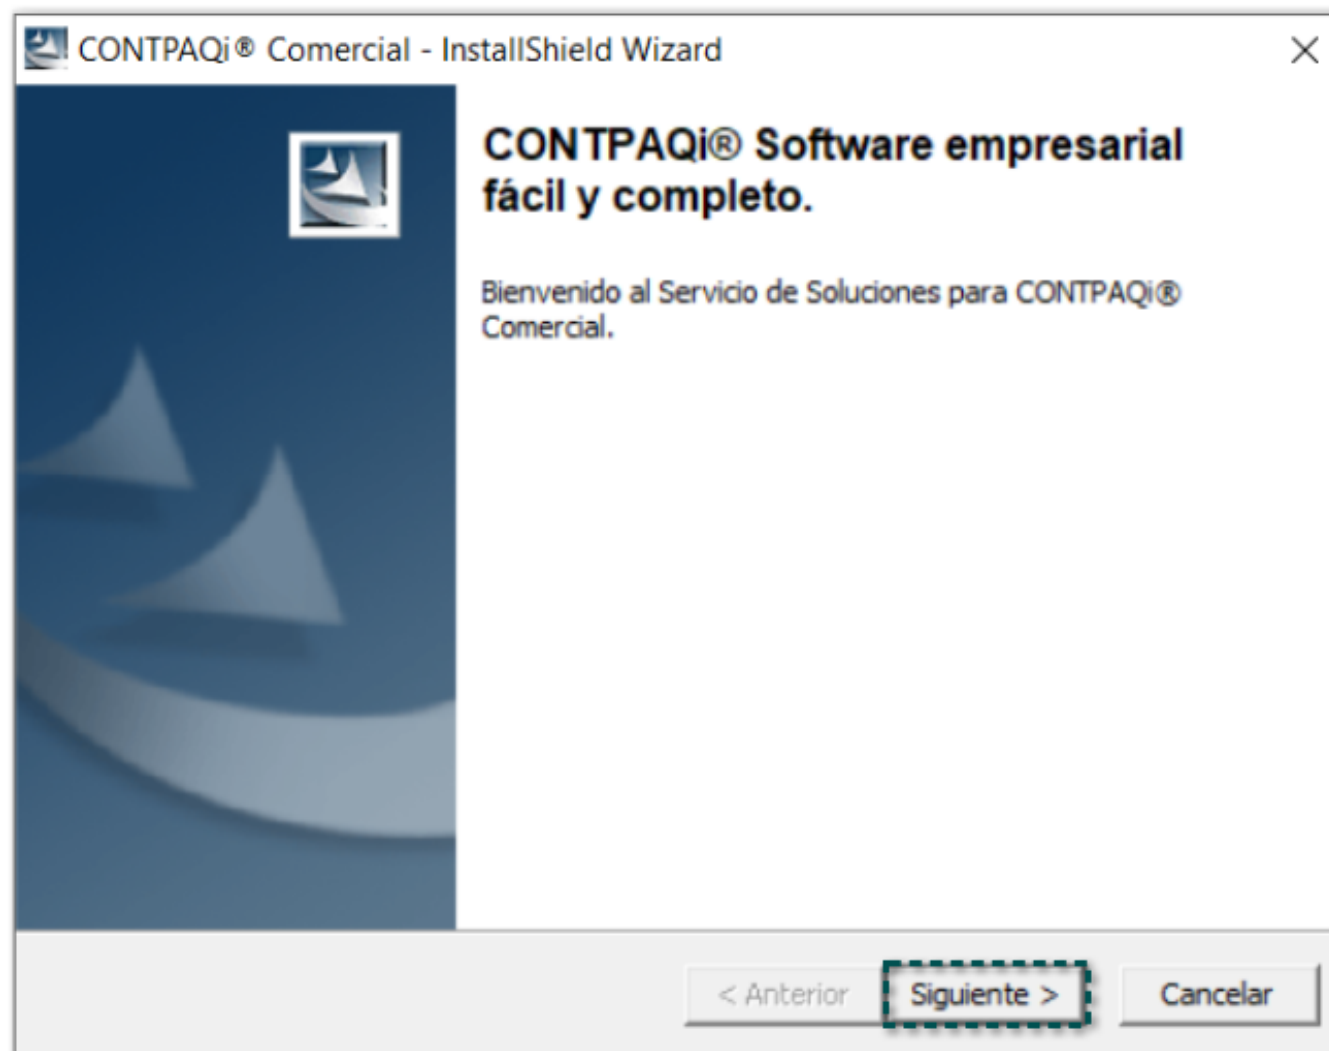 CONTPAQi® Comercial - InstallShield Wizard
CONTPAQi® Software empresarial
fácil y completo.
Bienvenido al Servicio de Soluciones para CONTPAQi®
Comercial.
< Anterior Siguiente > Cancelar